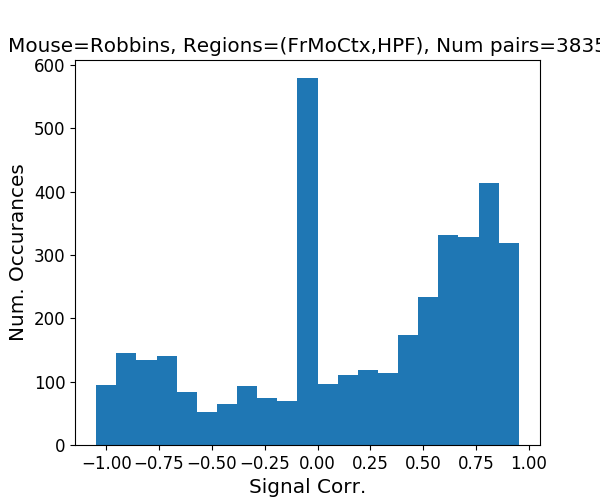 Mouse=Robbins, Regions=(FrMoCtx,HPF), Num pairs=3835
600
500
400
300
200
100
0
Num. Occurances
−1.00 −0.75 −0.50 −0.25 0.00 0.25 0.50 0.75 1.00
Signal Corr.